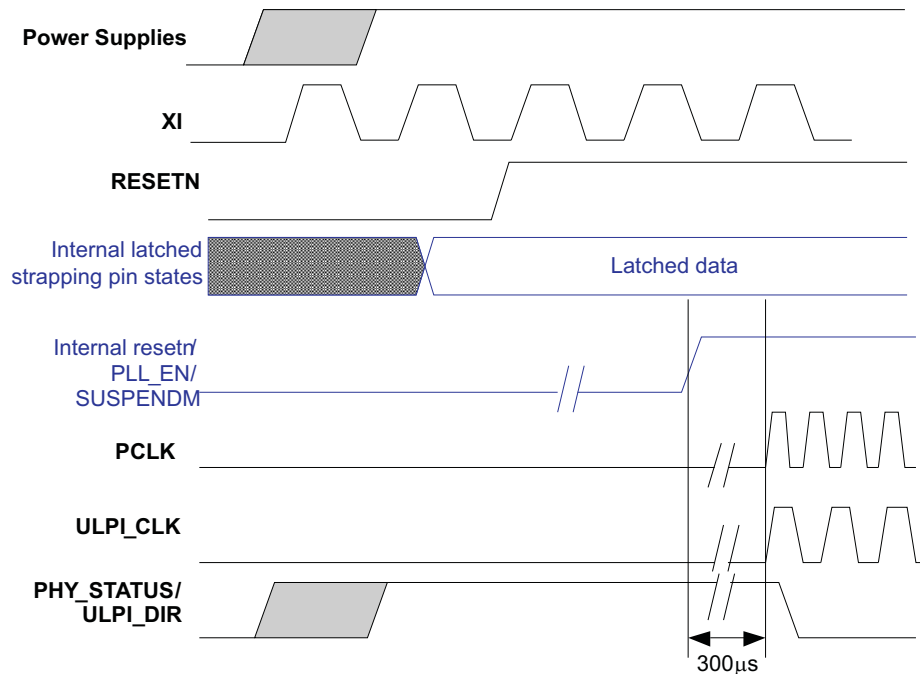 Power Supplies
XI
RESETN
Internal latched
strapping pin states
Latched data
Internal resetn/
PLL_EN/
SUSPENDM
PCLK
ULPI_CLK
PHY_STATUS/
ULPI_DIR
300µs